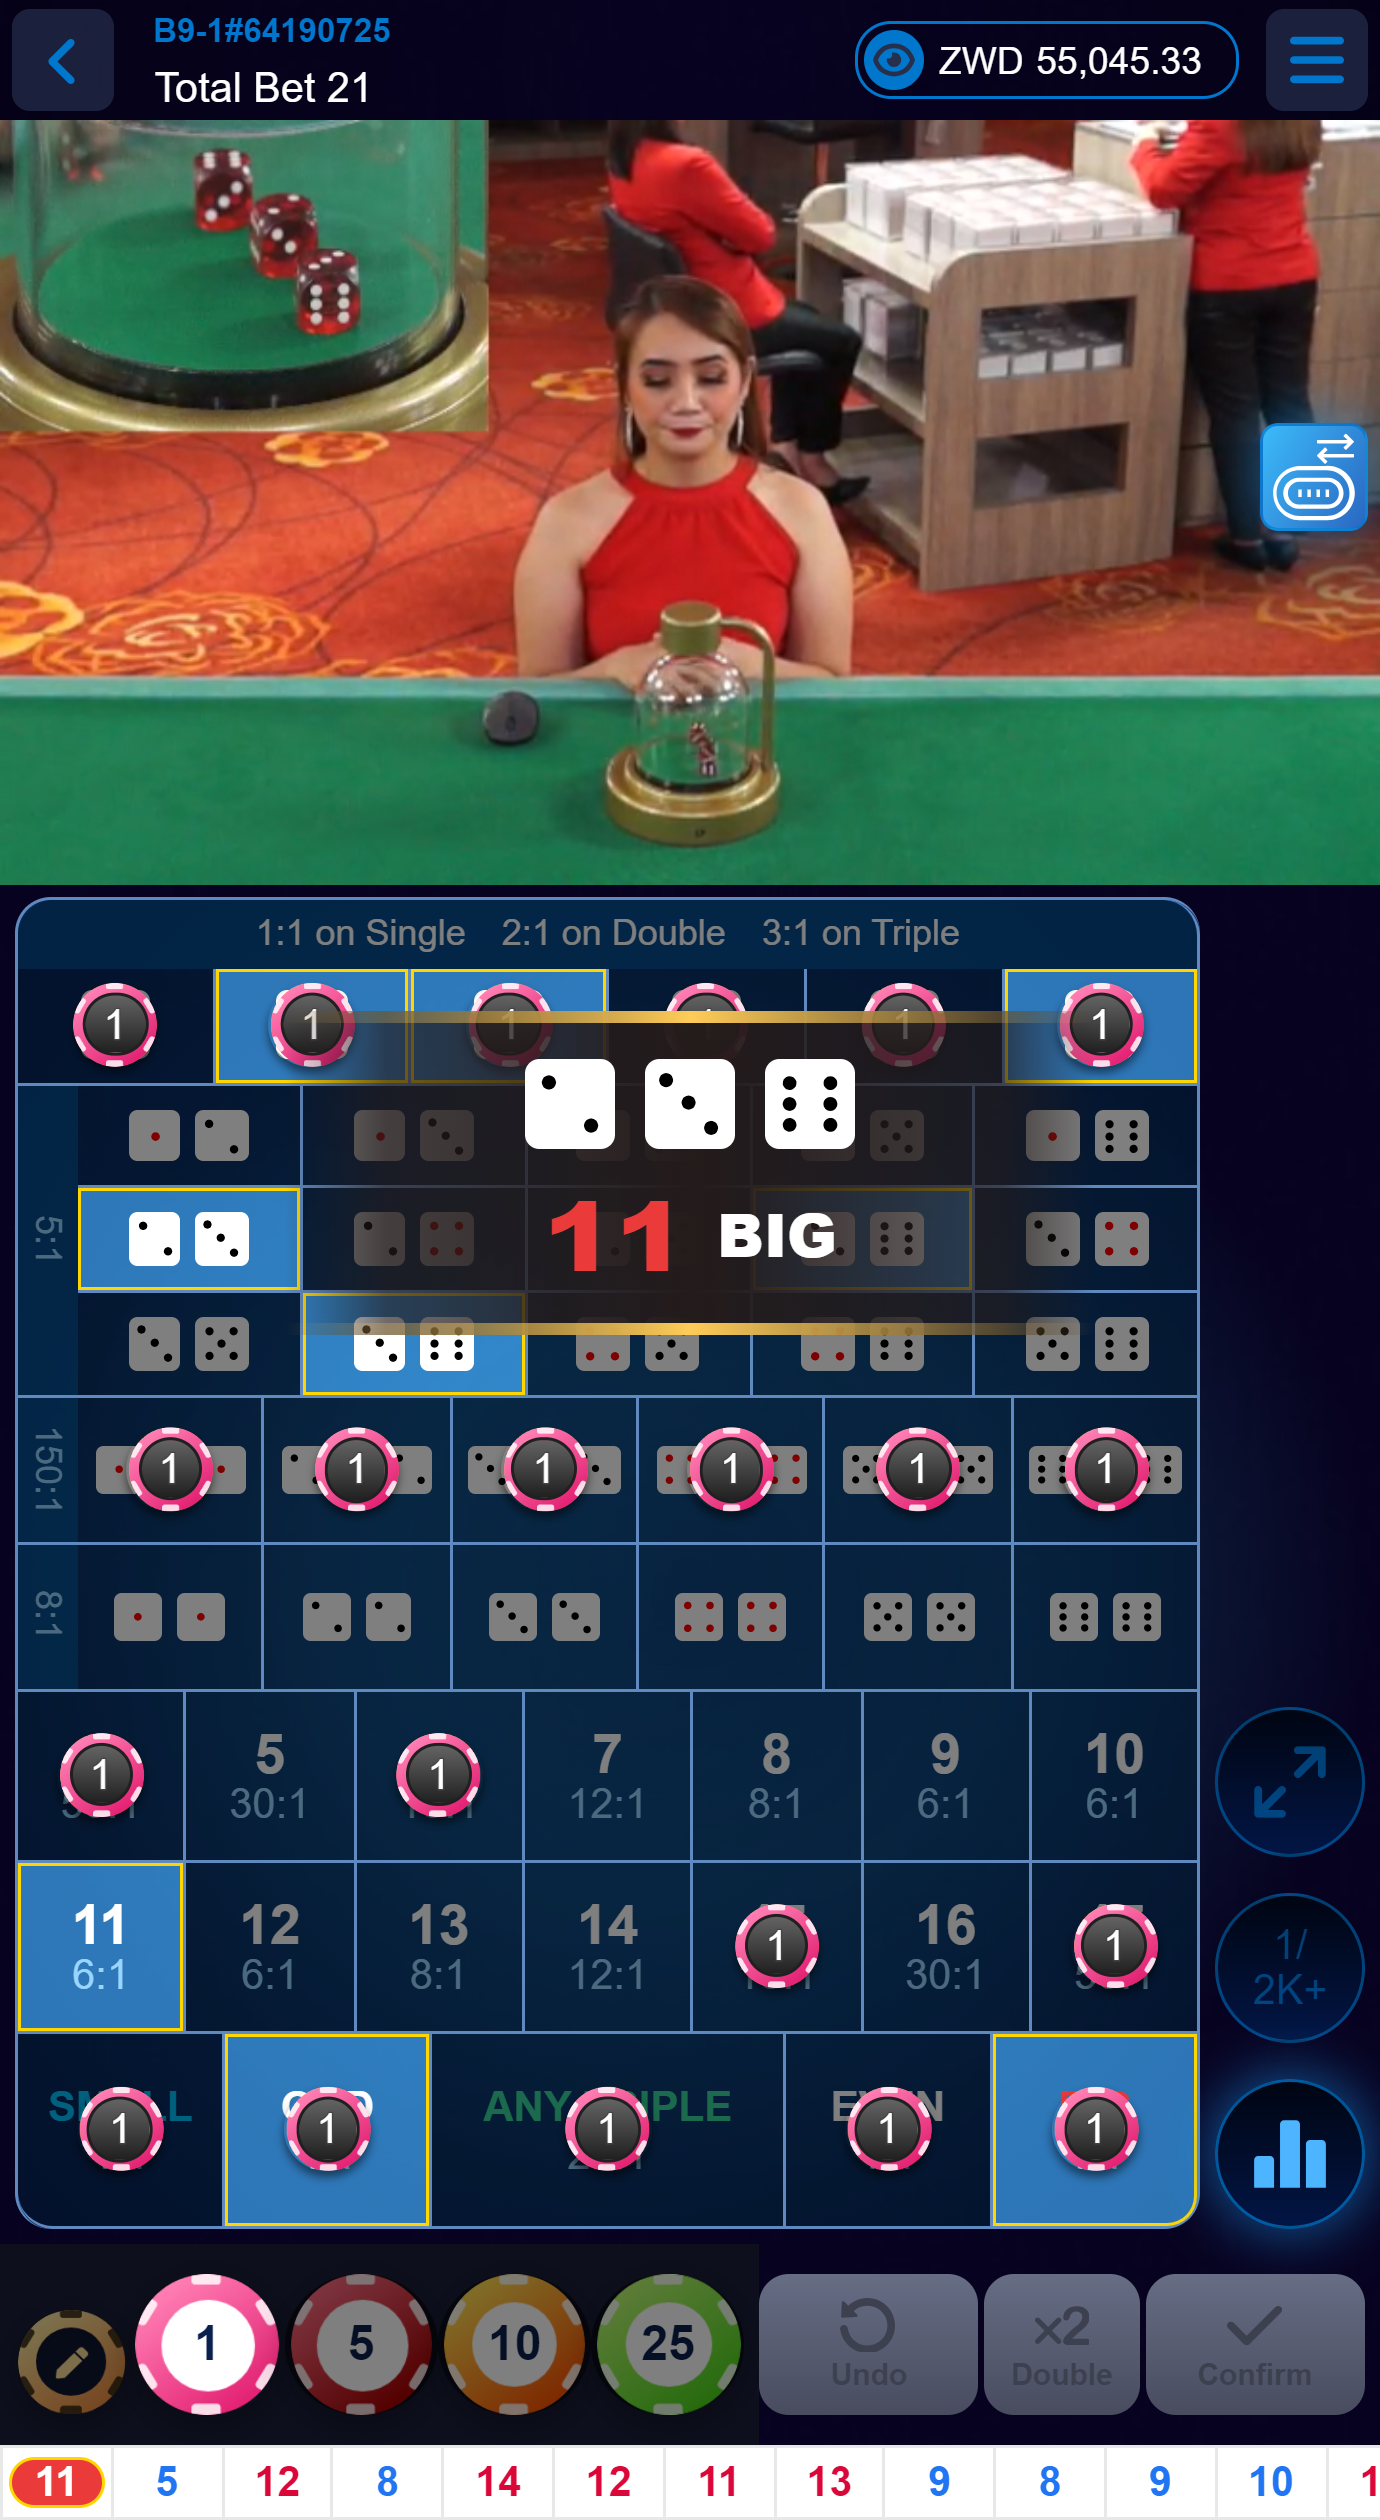 B9-1#64190725
Total Bet 21
ZWD 55,045.33
1:1 on Single 2:1 on Double 3:1 on Triple
1 1 1 1 1 1
11 BIG
5:1
150:1
1 1 1 1 1 1
8:1
1 5 1 7 8 9 10
30:1 12:1 8:1 6:1 6:1
11 12 13 14 1 16 1
6:1 6:1 8:1 12:1 30:1
ANY
1 1 1 1 1
1/
2K+
1 5 10 25
x2
Undo Double Confirm
11 5 12 8 14 12 11 13 9 8 9 10